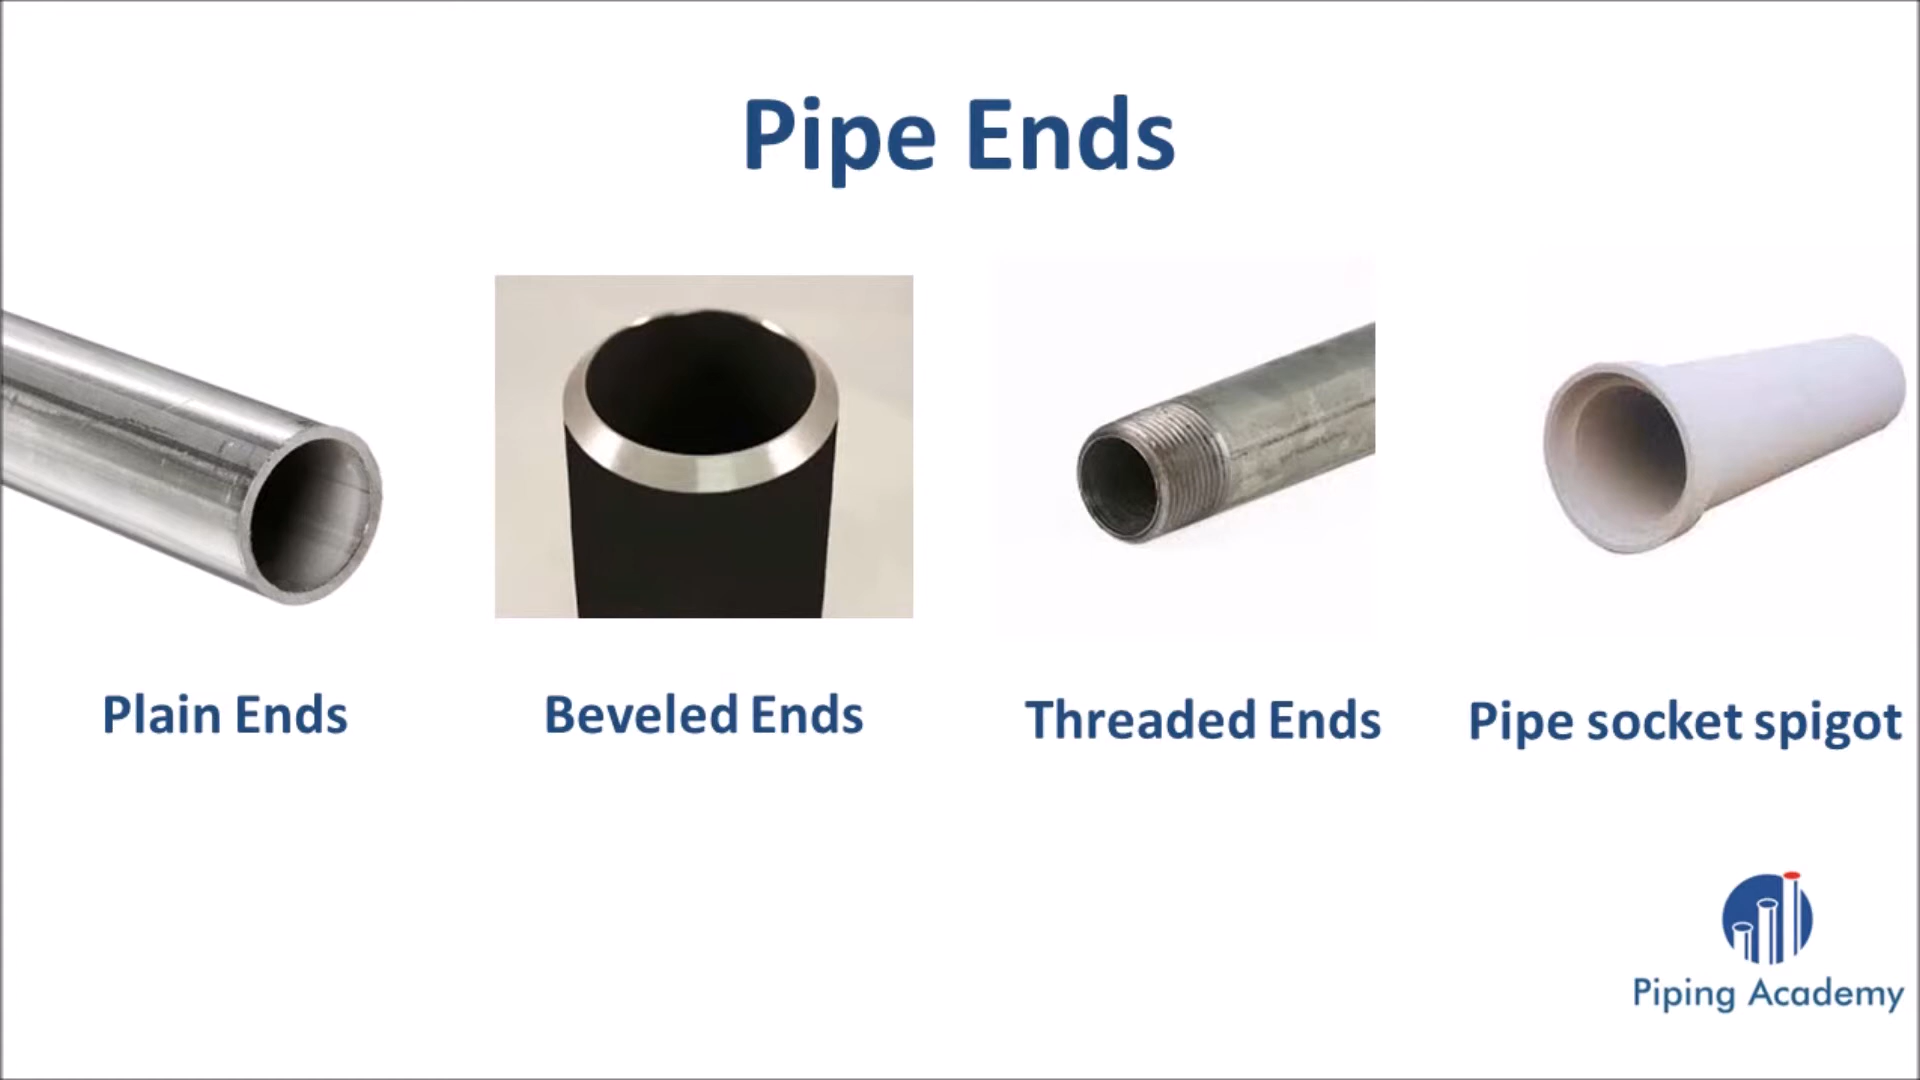 Pipe Ends
Plain Ends
Beveled Ends
Threaded Ends
Pipe socket spigot
Piping Academy